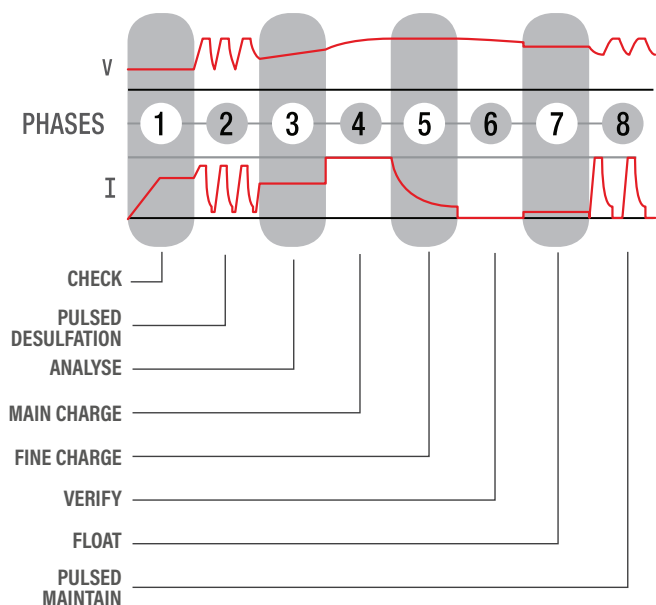 V
PHASES 1 2 3 4 5 6 7 8
I
CHECK
PULSED
DESULFATION
ANALYSE
MAIN CHARGE
FINE CHARGE
VERIFY
FLOAT
PULSED
MAINTAIN